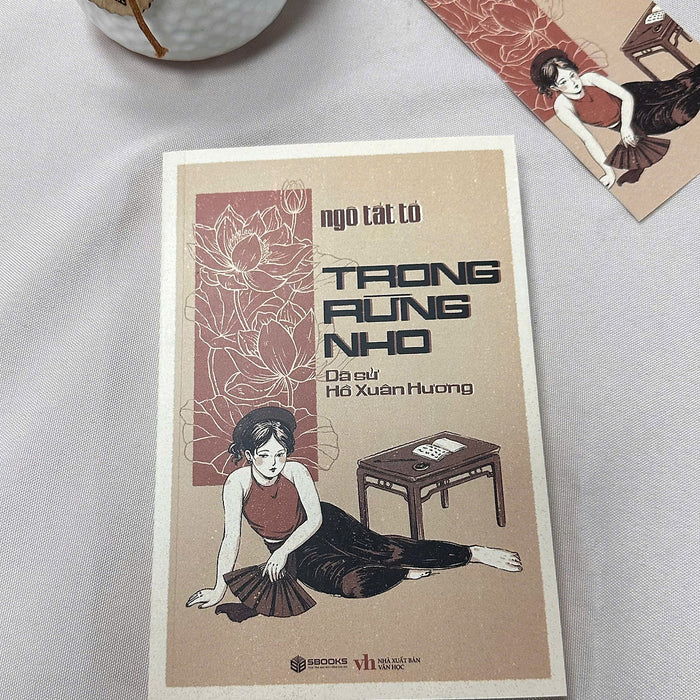 ngô tất tố
TRONG
RỪNG
NHO
Dã sử
Hồ Xuân Hương
SBOOKS
vh NHÀ XUẤT BẢN
VĂN HỌC